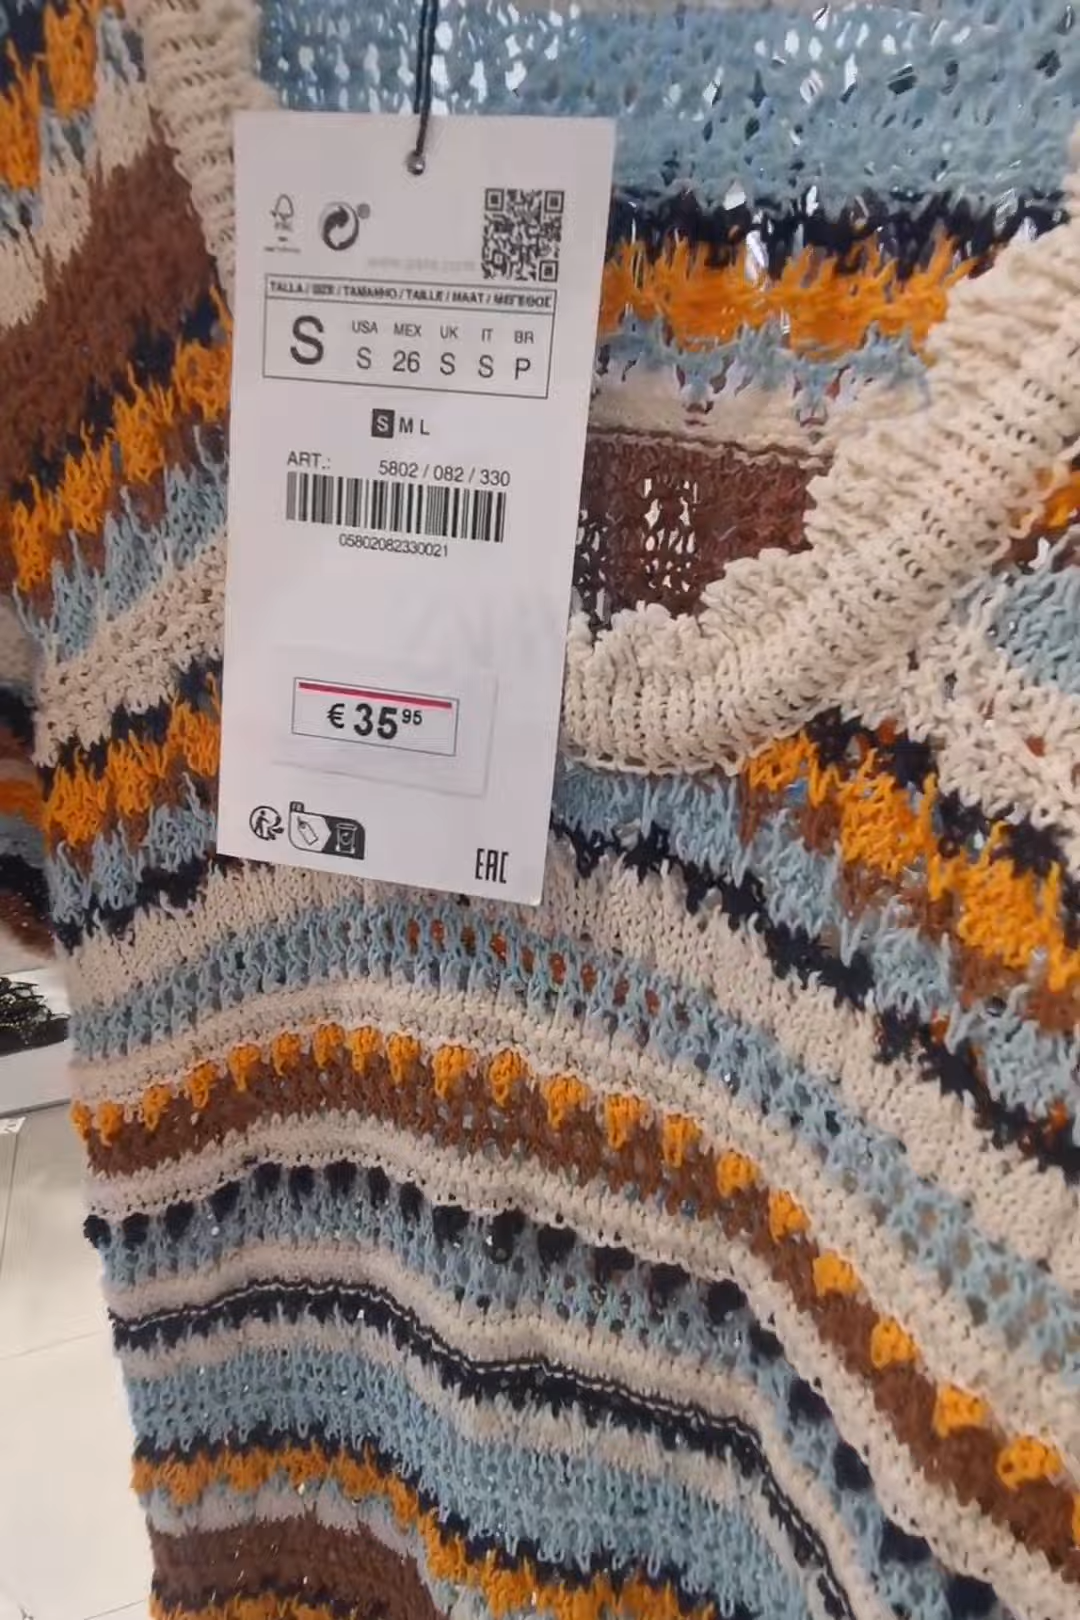 TALLA / SIZE / TAMANHO / TAILLE / MAAT /
S
USA MEX UK IT BR
S 26 S S P
S M L
ART.: 5802 / 082 / 330
05802082330021
€ 35 95
FR
EAC